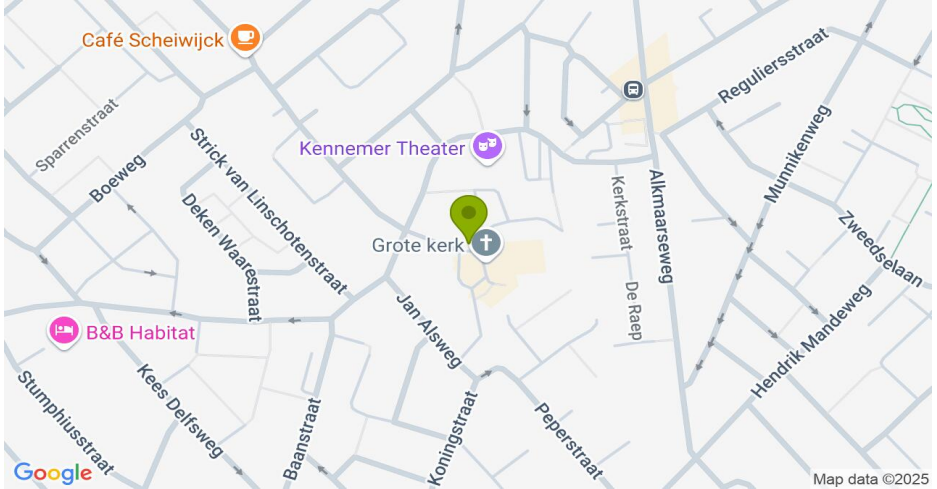 Café Scheiwijck
Reguliersstraat
Sparrenstraat
Kennemer Theater
Boeweg
Strick van Linschotenstraat
Munnikenweg
Deken Waarestraat
Kerkstraat
Alkmaarseweg
Zweedselaan
Grote kerk
De Raep
Jan Alsweg
B&B Habitat
Hendrik Mandeweg
Kees Delfsweg
Stumphiusstraat
Baanstraat
Koningstraat
Peperstraat
Google
Map data ©2025